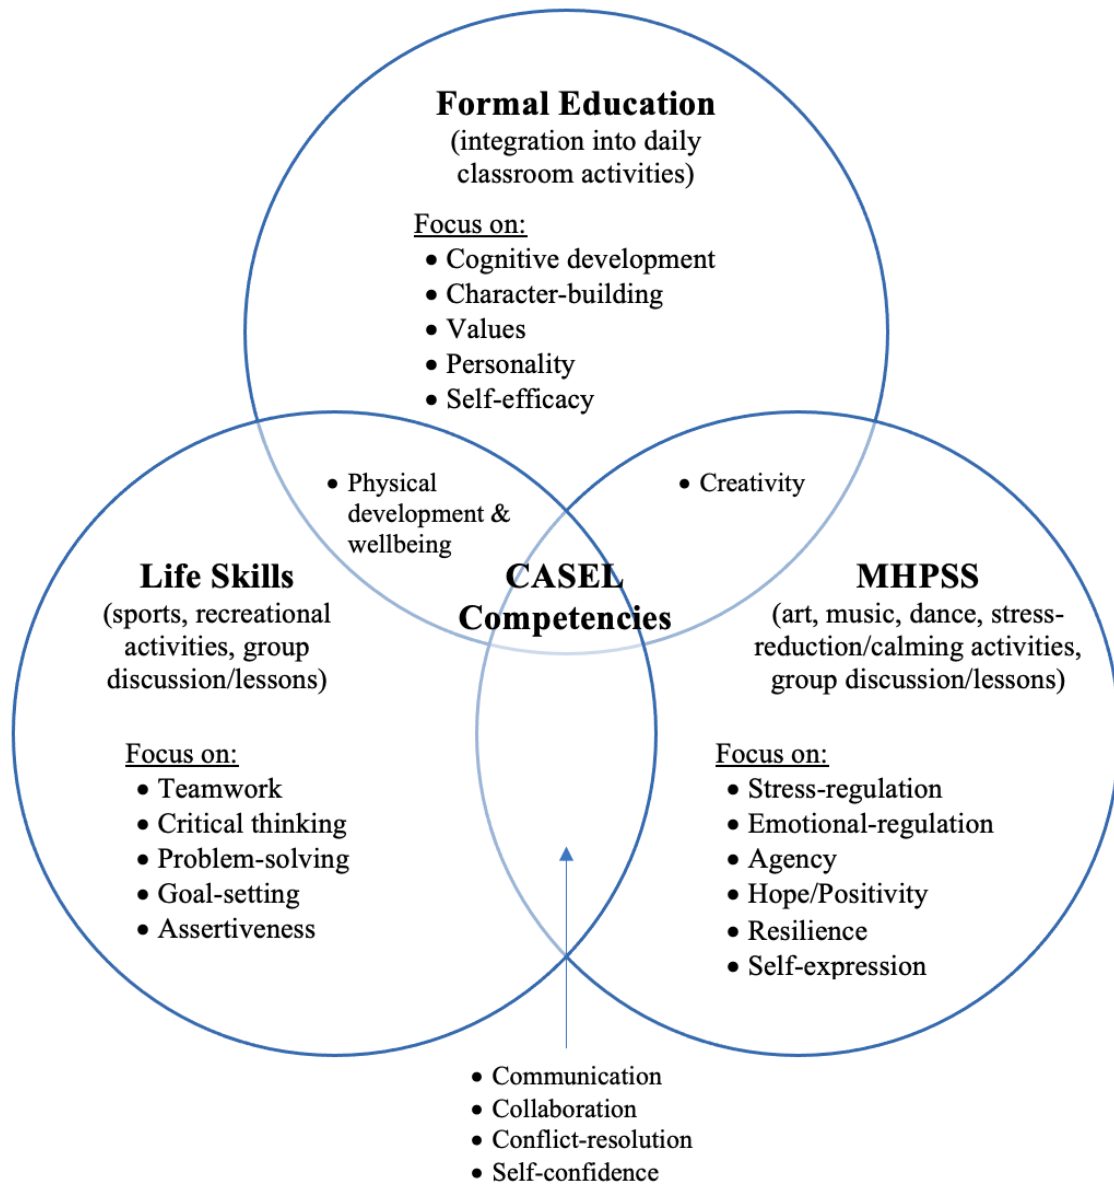 Formal Education
(integration into daily
classroom activities)
Focus on:
• Cognitive development
• Character-building
• Values
• Personality
• Self-efficacy
• Physical
development &
wellbeing
• Creativity
CASEL
Competencies
Life Skills
(sports, recreational
activities, group
discussion/lessons)
Focus on:
• Teamwork
• Critical thinking
• Problem-solving
• Goal-setting
• Assertiveness
MHPSS
(art, music, dance, stress-
reduction/calming activities,
group discussion/lessons)
Focus on:
• Stress-regulation
• Emotional-regulation
• Agency
• Hope/Positivity
• Resilience
• Self-expression
• Communication
• Collaboration
• Conflict-resolution
• Self-confidence